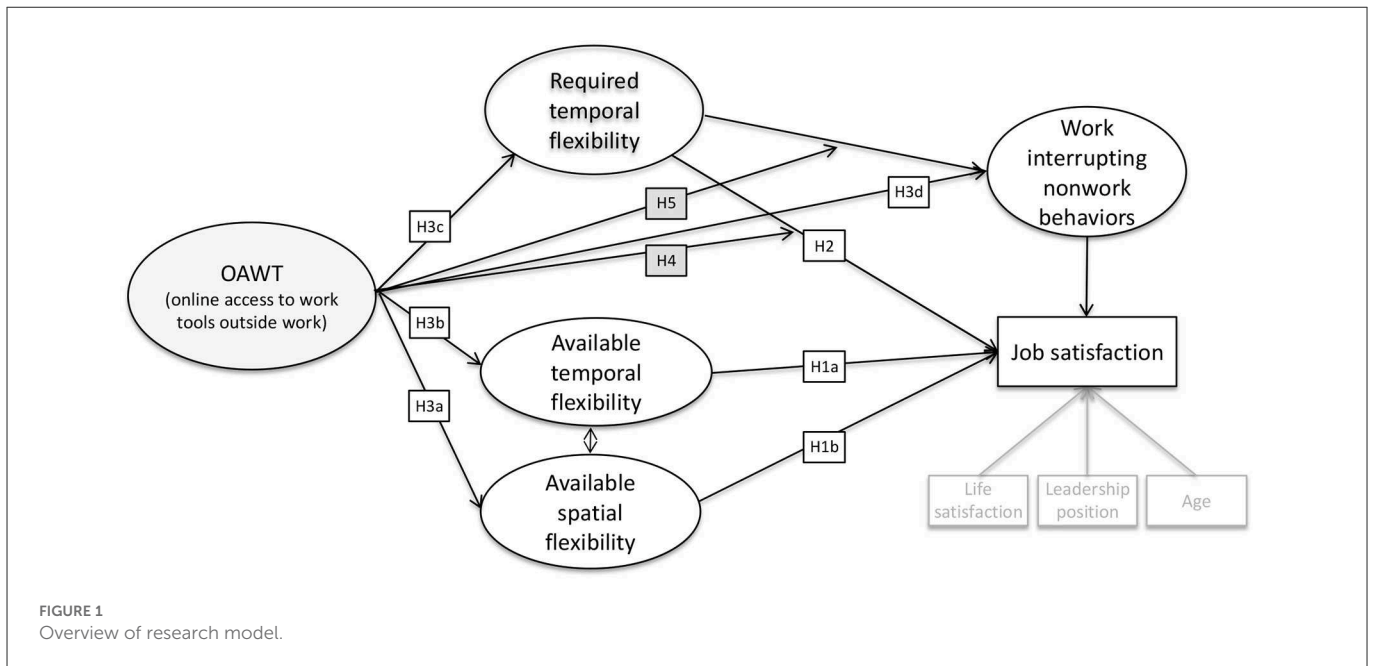 Required
temporal
flexibility
Work
interrupting
nonwork
behaviors
H5
H3d
H3c
H2
H4
OAWT
(online access to work
tools outside work)
H3b
Available
temporal
flexibility
H1a
Job satisfaction
H3a
H1b
Available
spatial
flexibility
Life
satisfaction
Leadership
position
Age
FIGURE 1
Overview of research model.